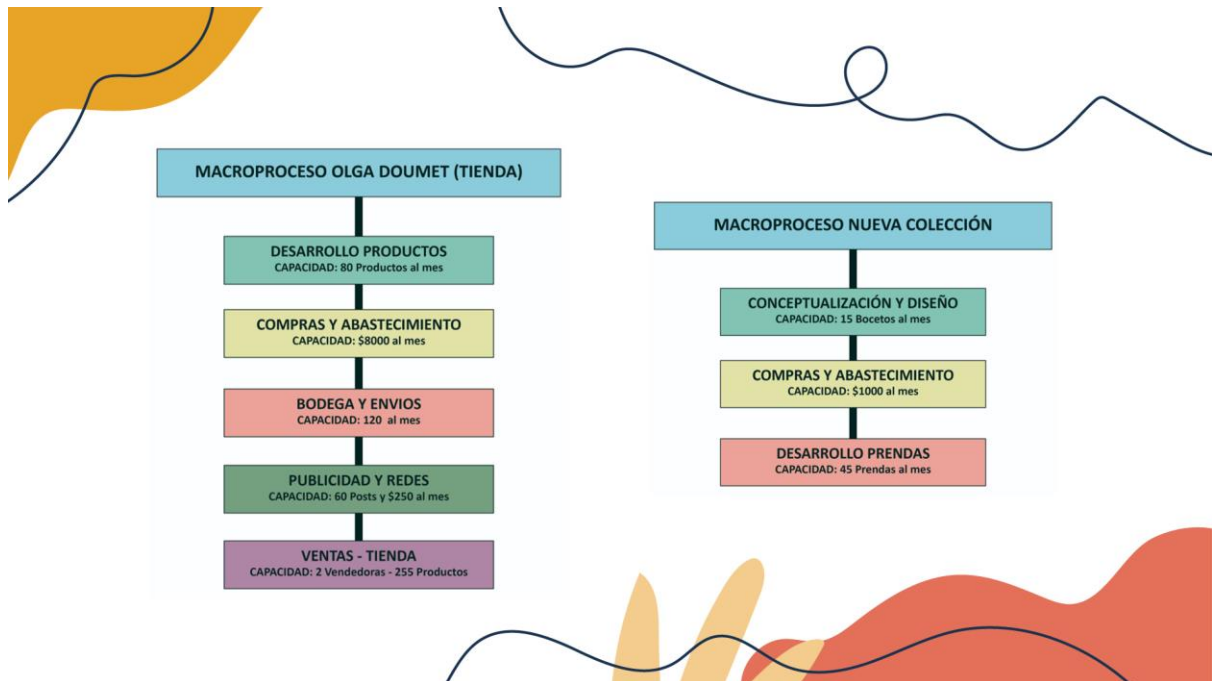 MACROPROCESO OLGA DOUMET (TIENDA)
DESARROLLO PRODUCTOS
CAPACIDAD: 80 Productos al mes
COMPRAS Y ABASTECIMIENTO
CAPACIDAD: $8000 al mes
BODEGA Y ENVIOS
CAPACIDAD: 120 al mes
PUBLICIDAD Y REDES
CAPACIDAD: 60 Posts y $250 al mes
VENTAS - TIENDA
CAPACIDAD: 2 Vendedoras - 255 Productos
MACROPROCESO NUEVA COLECCIÓN
CONCEPTUALIZACIÓN Y DISEÑO
CAPACIDAD: 15 Bocetos al mes
COMPRAS Y ABASTECIMIENTO
CAPACIDAD: $1000 al mes
DESARROLLO PRENDAS
CAPACIDAD: 45 Prendas al mes